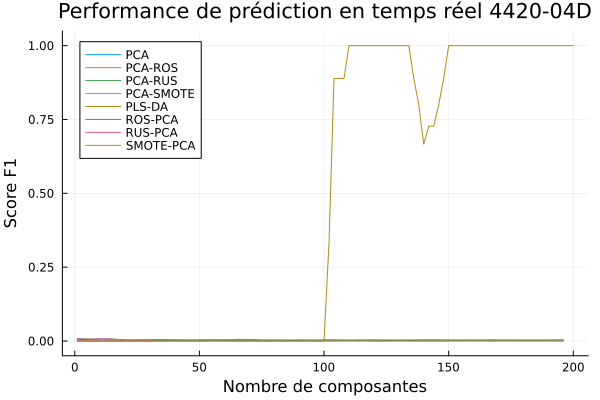 Performance de prédiction en temps réel 4420-04D
1.00
0.75
0.50
0.25
0.00
Score F1
PCA
PCA-ROS
PCA-RUS
PCA-SMOTE
PLS-DA
ROS-PCA
RUS-PCA
SMOTE-PCA
0
50
100
150
200
Nombre de composantes